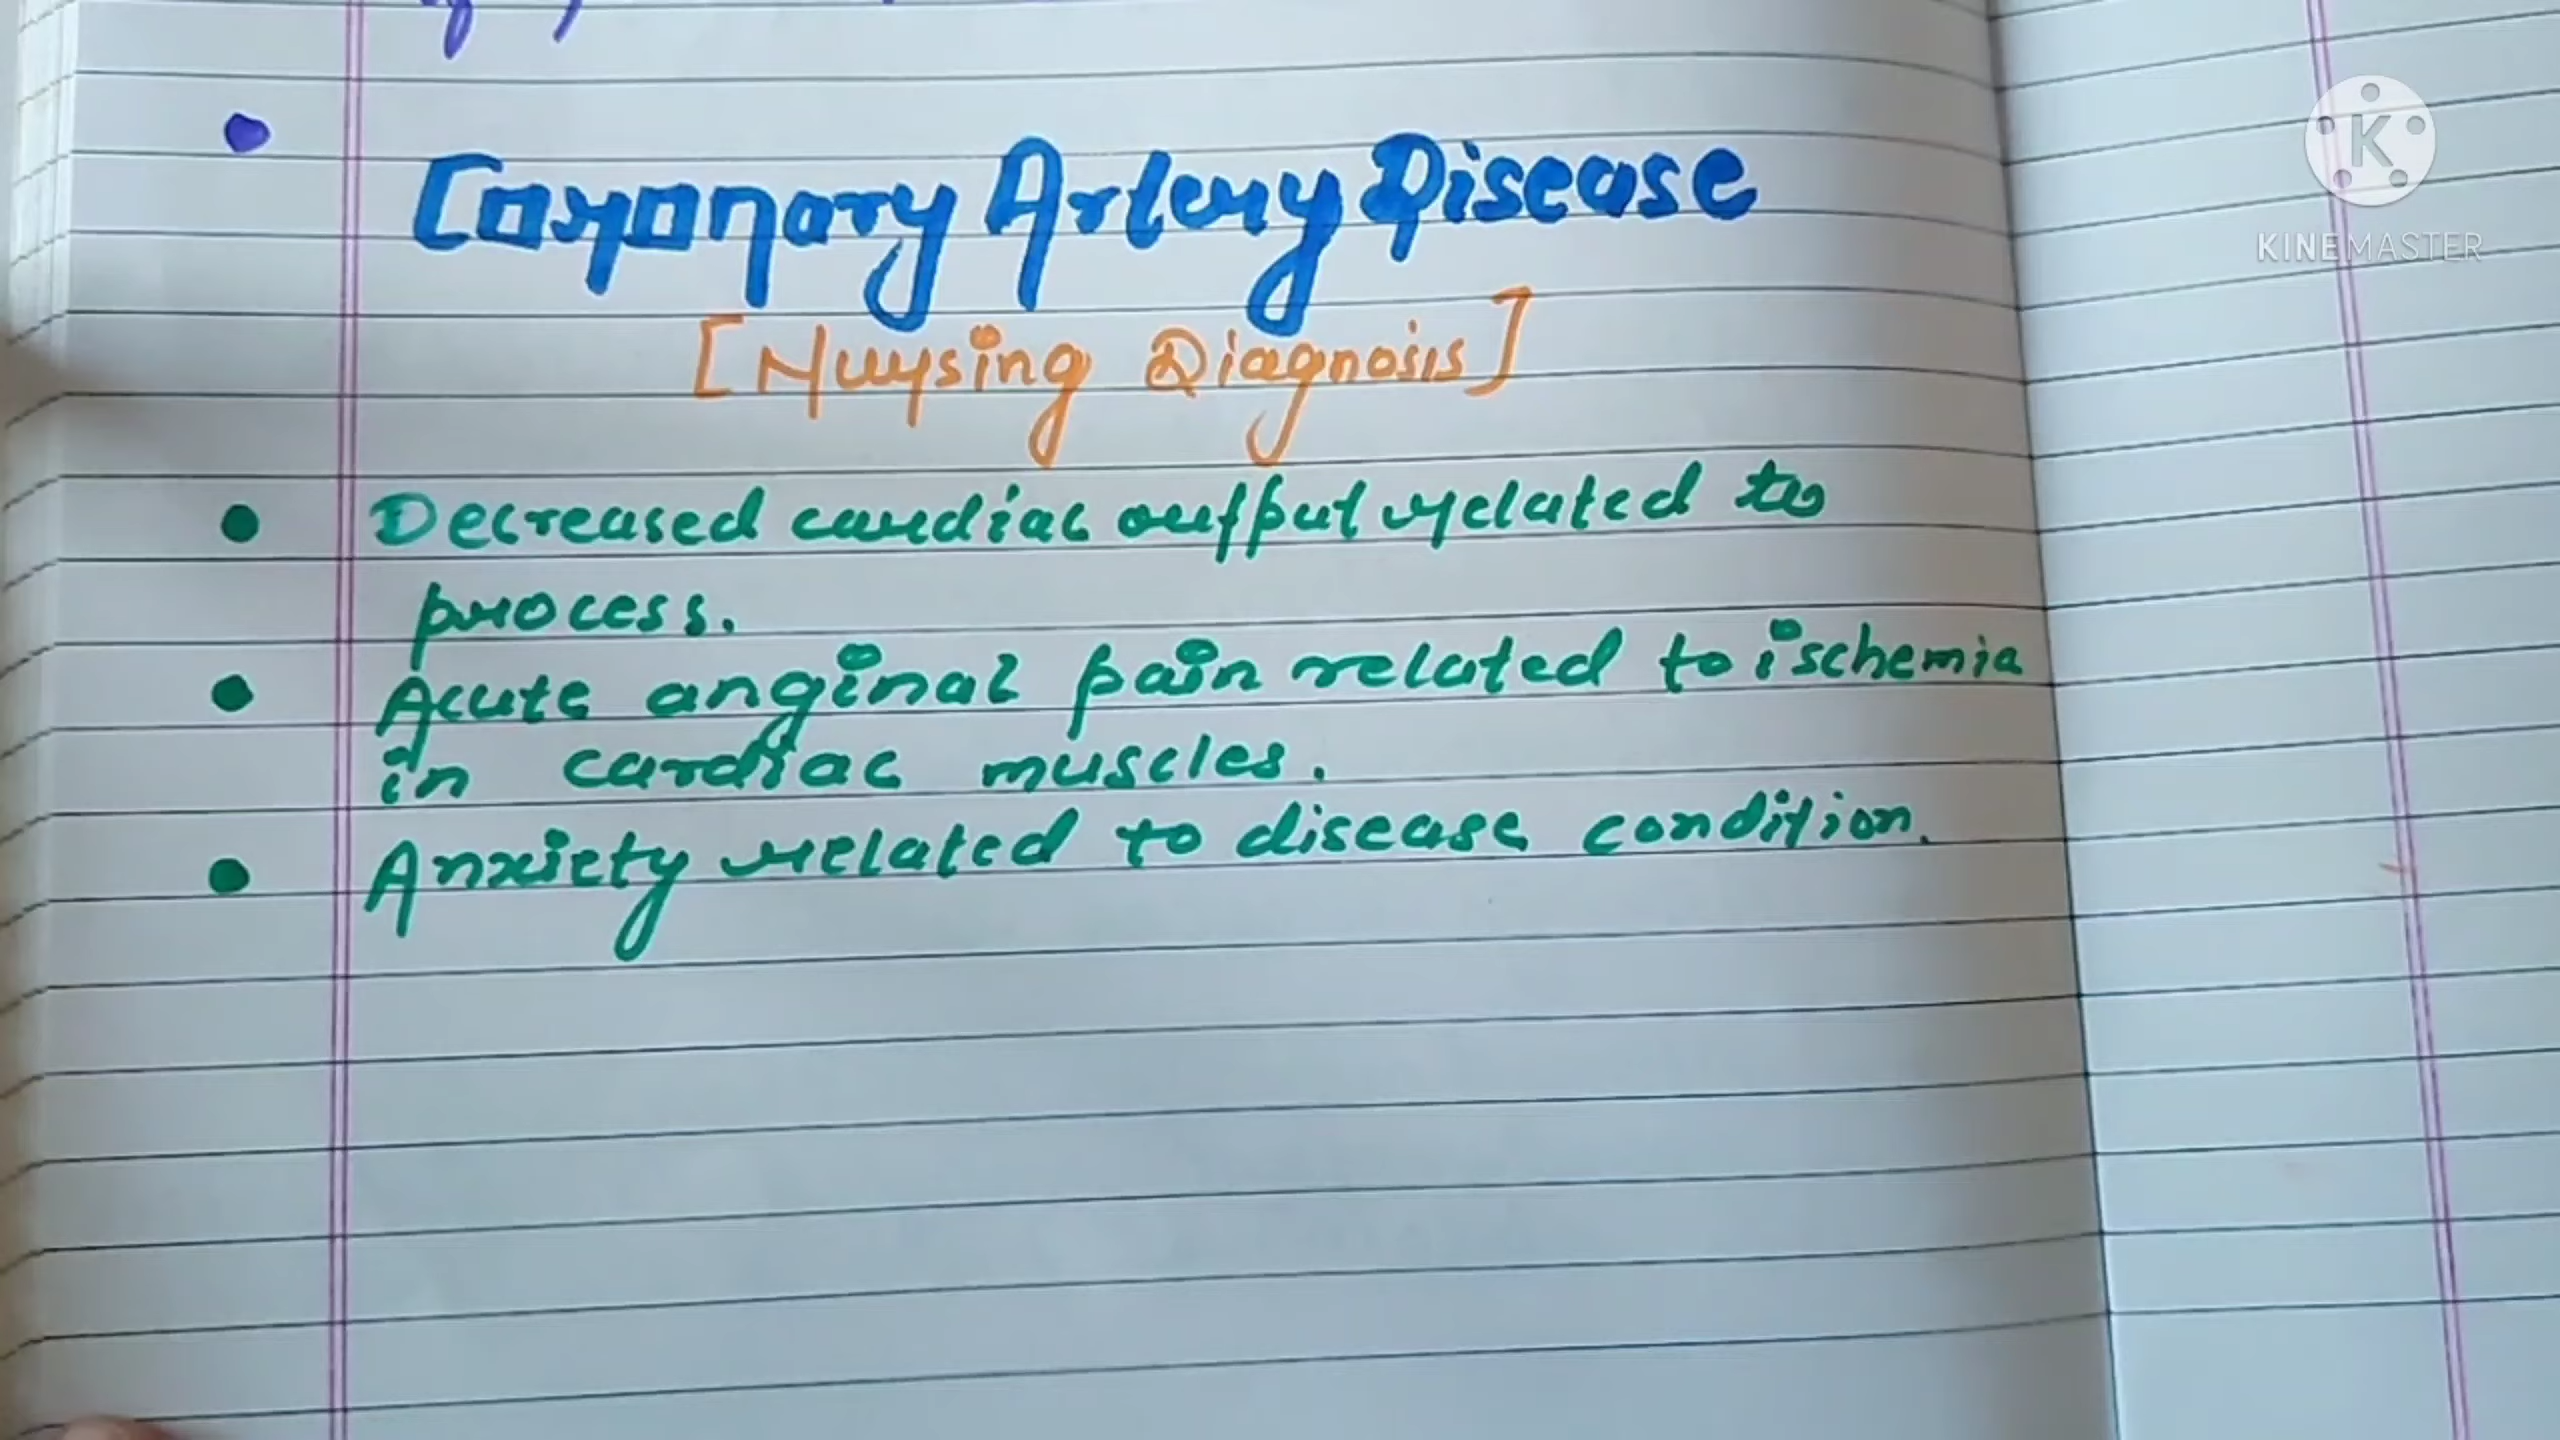 Coronary Artery Disease
[Nursing Diagnosis]
• Decreased cardiac output related to
process.
• Acute anginal pain related to ischemia
in cardiac muscles.
• Anxiety related to disease condition.
K
KINEMASTER